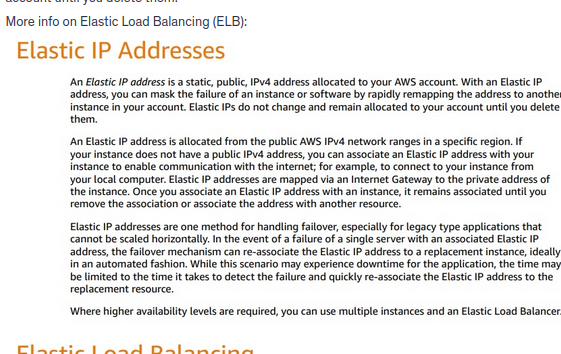 account until you delete them.
More info on Elastic Load Balancing (ELB):
Elastic IP Addresses
An Elastic IP address is a static, public, IPv4 address allocated to your AWS account. With an Elastic IP
address, you can mask the failure of an instance or software by rapidly remapping the address to another
instance in your account. Elastic IPs do not change and remain allocated to your account until you delete
them.
An Elastic IP address is allocated from the public AWS IPv4 network ranges in a specific region. If
your instance does not have a public IPv4 address, you can associate an Elastic IP address with your
instance to enable communication with the internet; for example, to connect to your instance from
your local computer. Elastic IP addresses are mapped via an Internet Gateway to the private address of
the instance. Once you associate an Elastic IP address with an instance, it remains associated until you
remove the association or associate the address with another resource.
Elastic IP addresses are one method for handling failover, especially for legacy type applications that
cannot be scaled horizontally. In the event of a failure of a single server with an associated Elastic IP
address, the failover mechanism can re-associate the Elastic IP address to a replacement instance, ideally
in an automated fashion. While this scenario may experience downtime for the application, the time may
be limited to the time it takes to detect the failure and quickly re-associate the Elastic IP address to the
replacement resource.
Where higher availability levels are required, you can use multiple instances and an Elastic Load Balancer.
Elastic Load Balancing